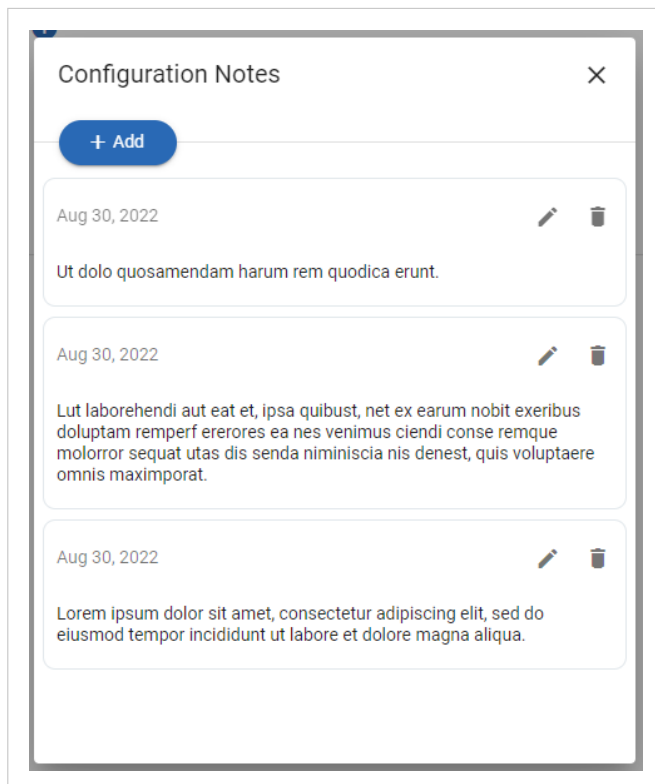 Configuration Notes
+ Add
Aug 30, 2022
Ut dolo quosamendam harum rem quodica erunt.
Aug 30, 2022
Lut laborehendi aut eat et, ipsa quibust, net ex earum nobit exeribus
doluptam remperf ererores ea nes venimus ciendi conse remque
molorror sequat utas dis senda niminiscia nis denest, quis voluptaere
omnis maximporat.
Aug 30, 2022
Lorem ipsum dolor sit amet, consectetur adipiscing elit, sed do
eiusmod tempor incididunt ut labore et dolore magna aliqua.